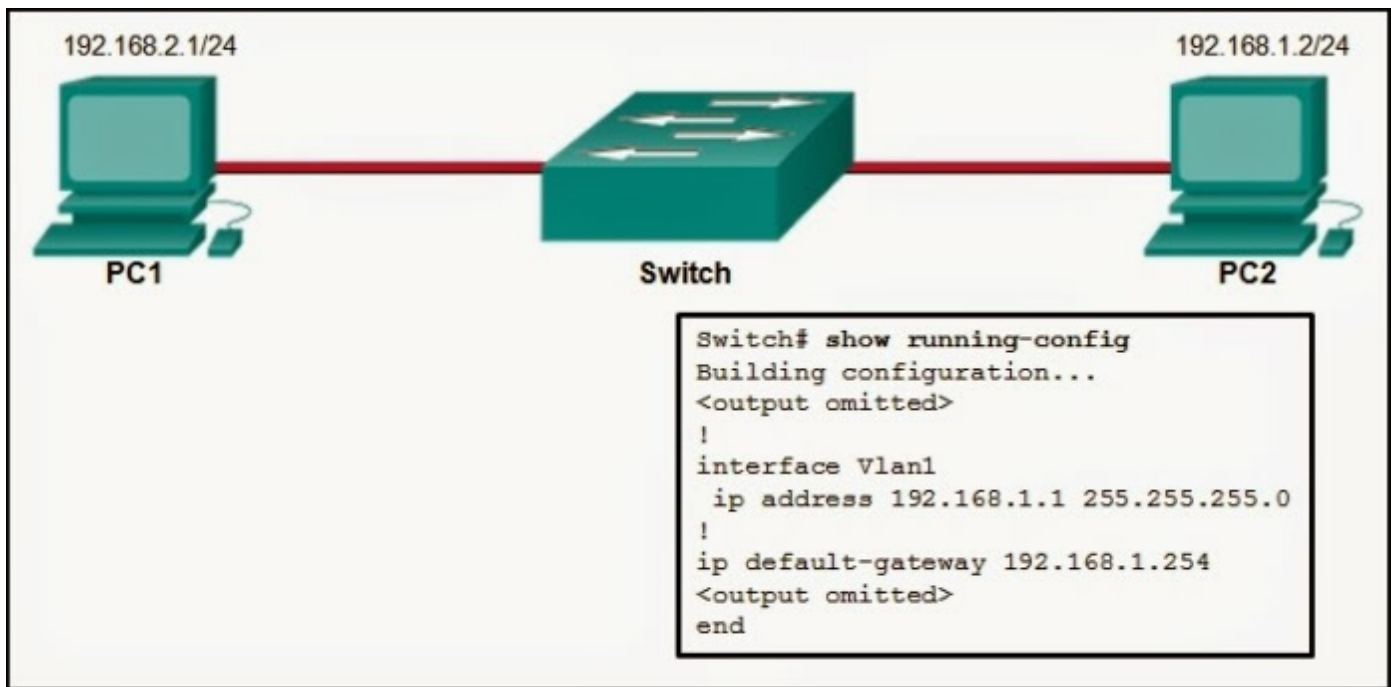 192.168.2.1/24
192.168.1.2/24
PC1
Switch
PC2
Switch# show running-config
Building configuration...
<output omitted>
!
interface Vlan1
ip address 192.168.1.1 255.255.255.0
!
ip default-gateway 192.168.1.254
<output omitted>
end